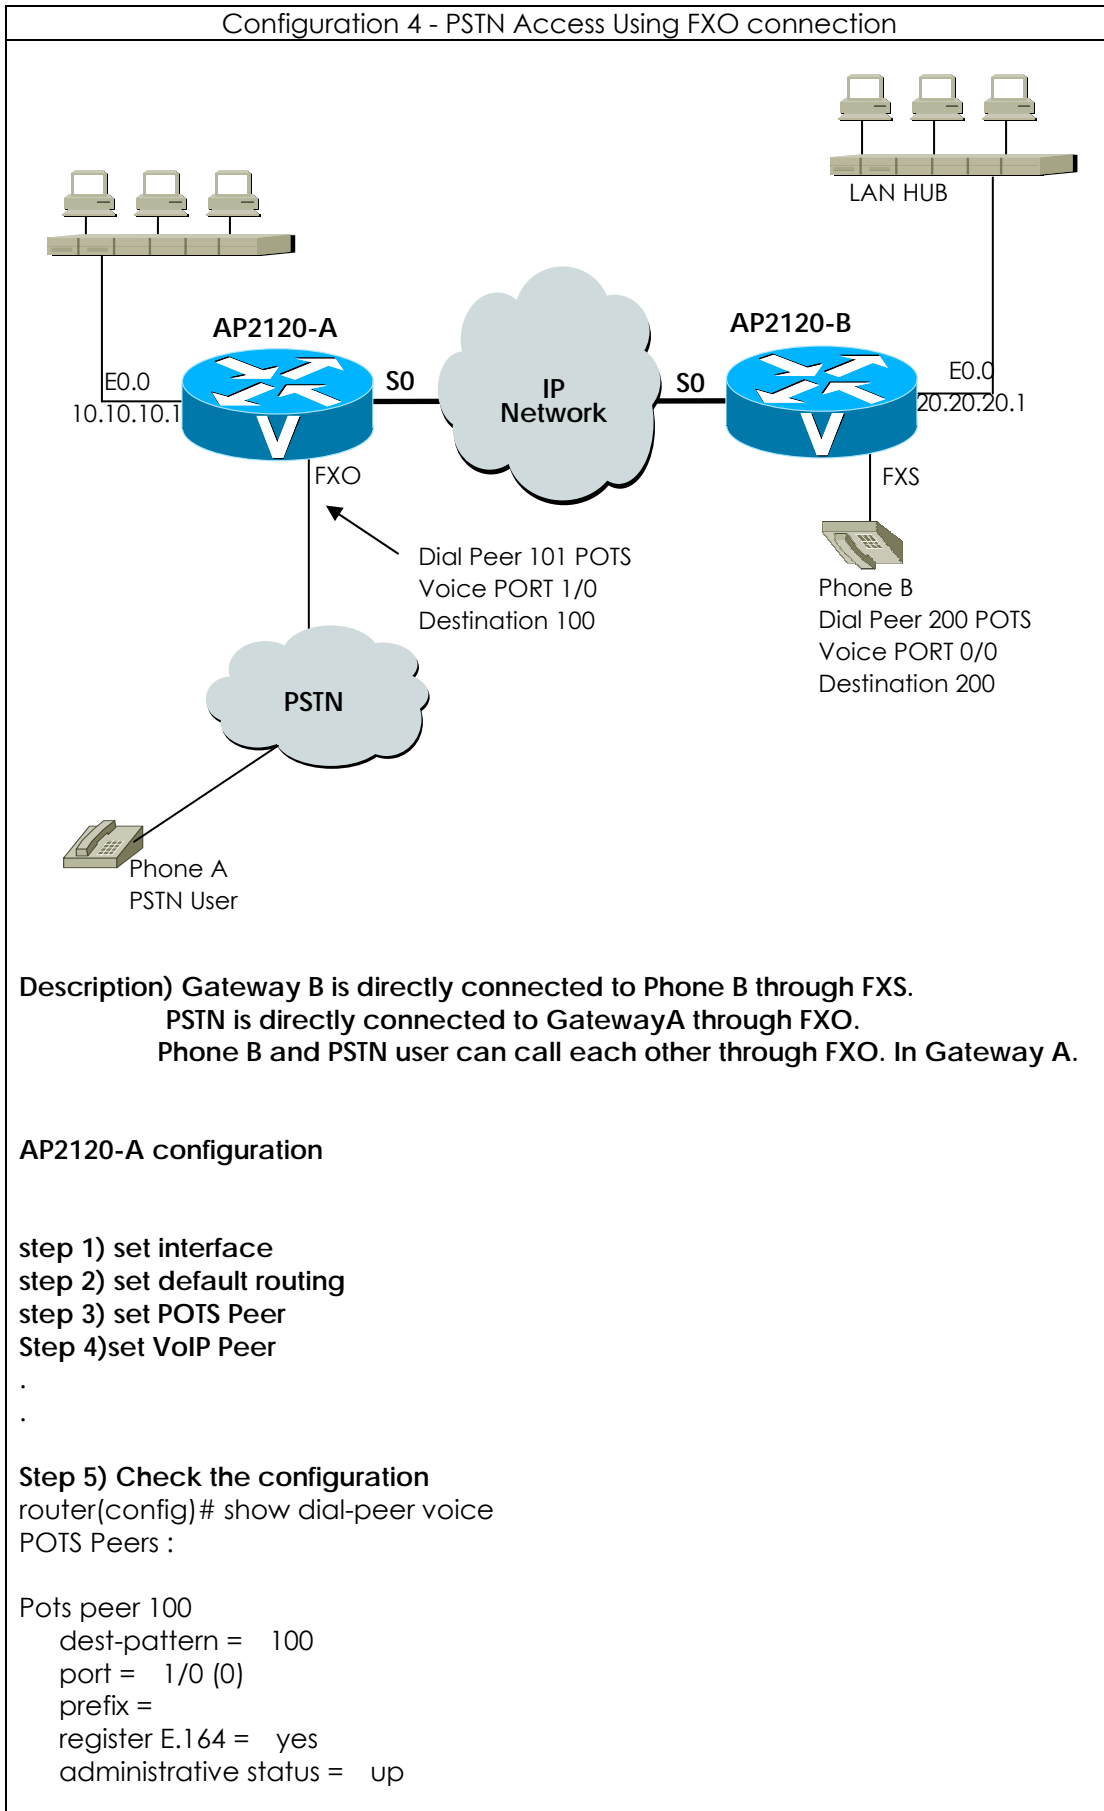 Configuration 4 - PSTN Access Using FXO connection
LAN HUB
AP2120-A
AP2120-B
E0.0
10.10.10.1
S0
IP
Network
S0
E0.0
20.20.20.1
V
V
FXO
FXS
Dial Peer 101 POTS
Voice PORT 1/0
Destination 100
Phone B
Dial Peer 200 POTS
Voice PORT 0/0
Destination 200
PSTN
Phone A
PSTN User
Description) Gateway B is directly connected to Phone B through FXS.
PSTN is directly connected to GatewayA through FXO.
Phone B and PSTN user can call each other through FXO. In Gateway A.
AP2120-A configuration
step 1) set interface
step 2) set default routing
step 3) set POTS Peer
Step 4)set VoIP Peer
.
.
Step 5) Check the configuration
router(config)# show dial-peer voice
POTS Peers :
Pots peer 100
dest-pattern = 100
port = 1/0 (0)
prefix =
register E.164 = yes
administrative status = up